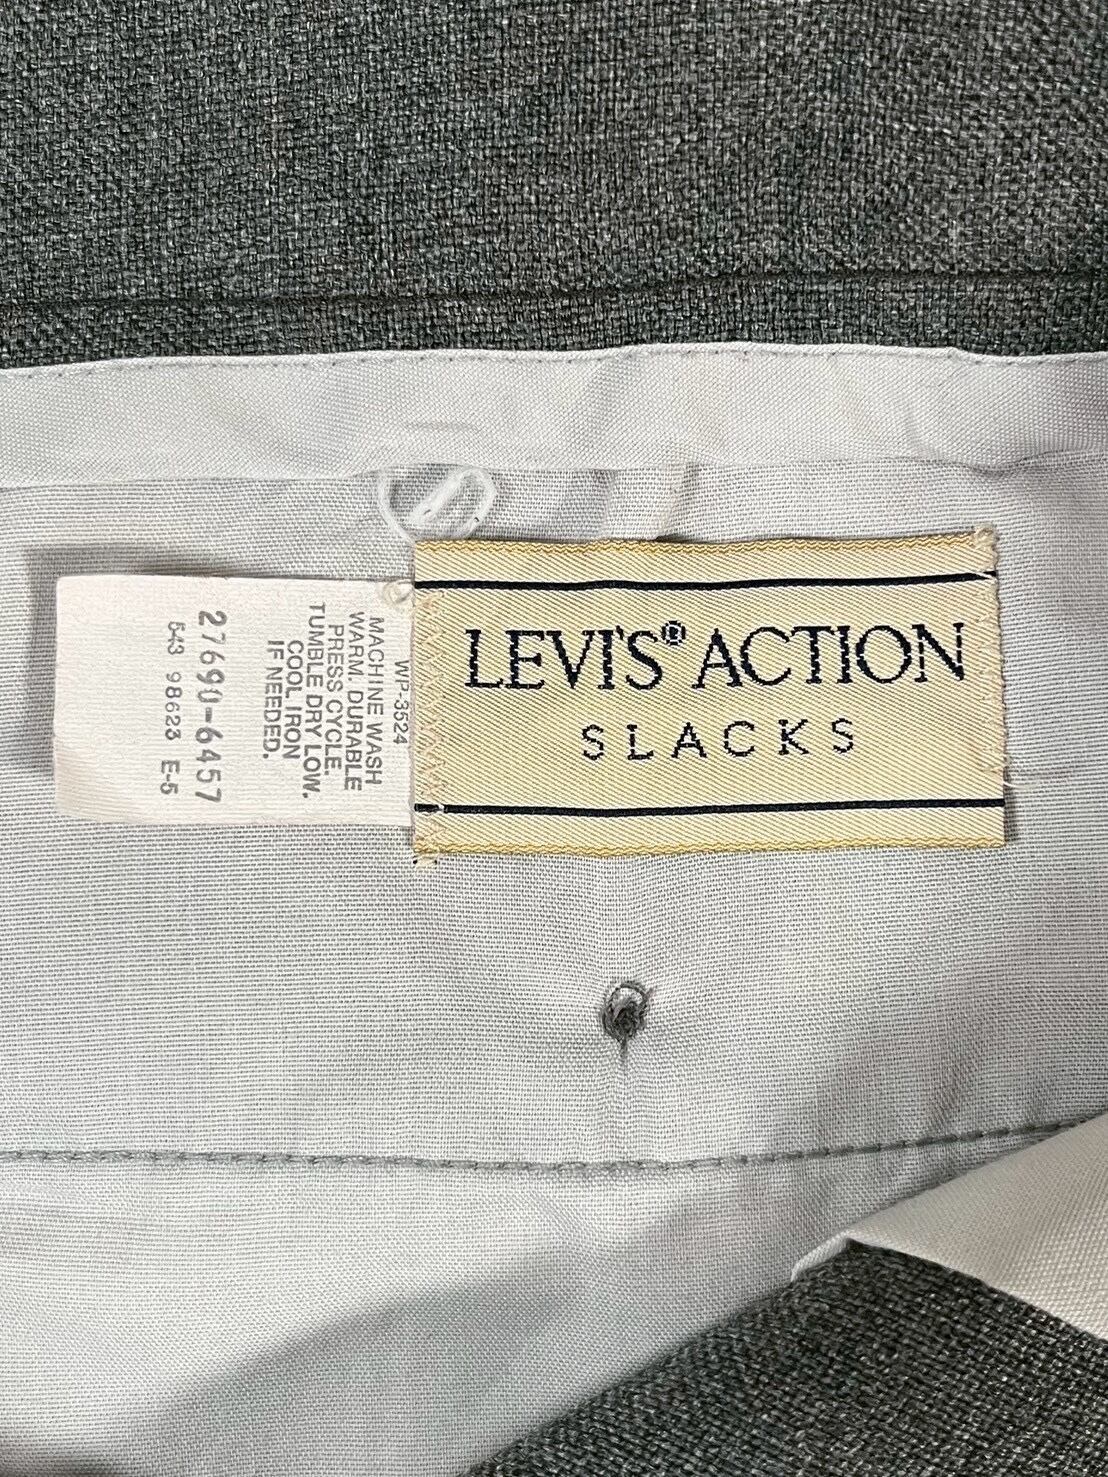 LEVI'S® ACTION
SLACKS
WP-3524
MACHINE WASH
WARM. DURABLE
PRESS CYCLE.
TUMBLE DRY LOW.
COOL IRON
IF NEEDED.
27690-6457
543 98623 E-5